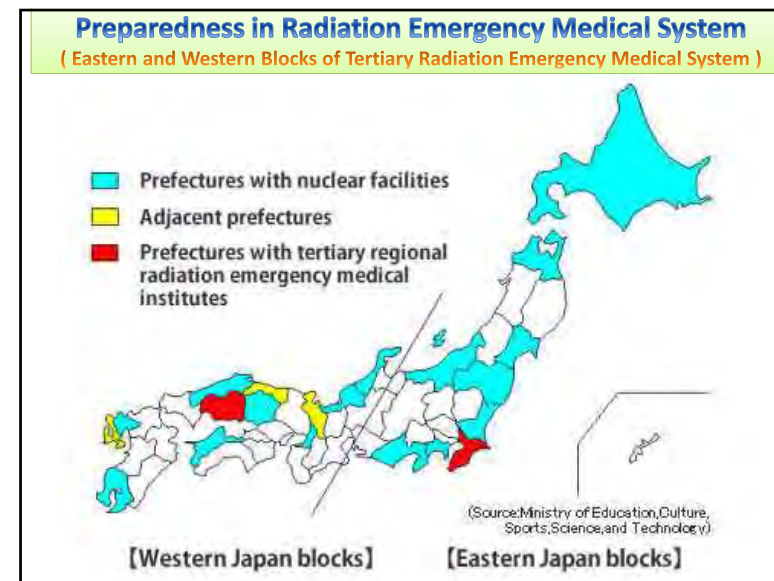 Preparedness in Radiation Emergency Medical System
( Eastern and Western Blocks of Tertiary Radiation Emergency Medical System )
Prefectures with nuclear facilities
Adjacent prefectures
Prefectures with tertiary regional
radiation emergency medical
institutes
(Source:Ministry of Education,Culture,
Sports,Science,and Technology)
【Western Japan blocks】
【Eastern Japan blocks】